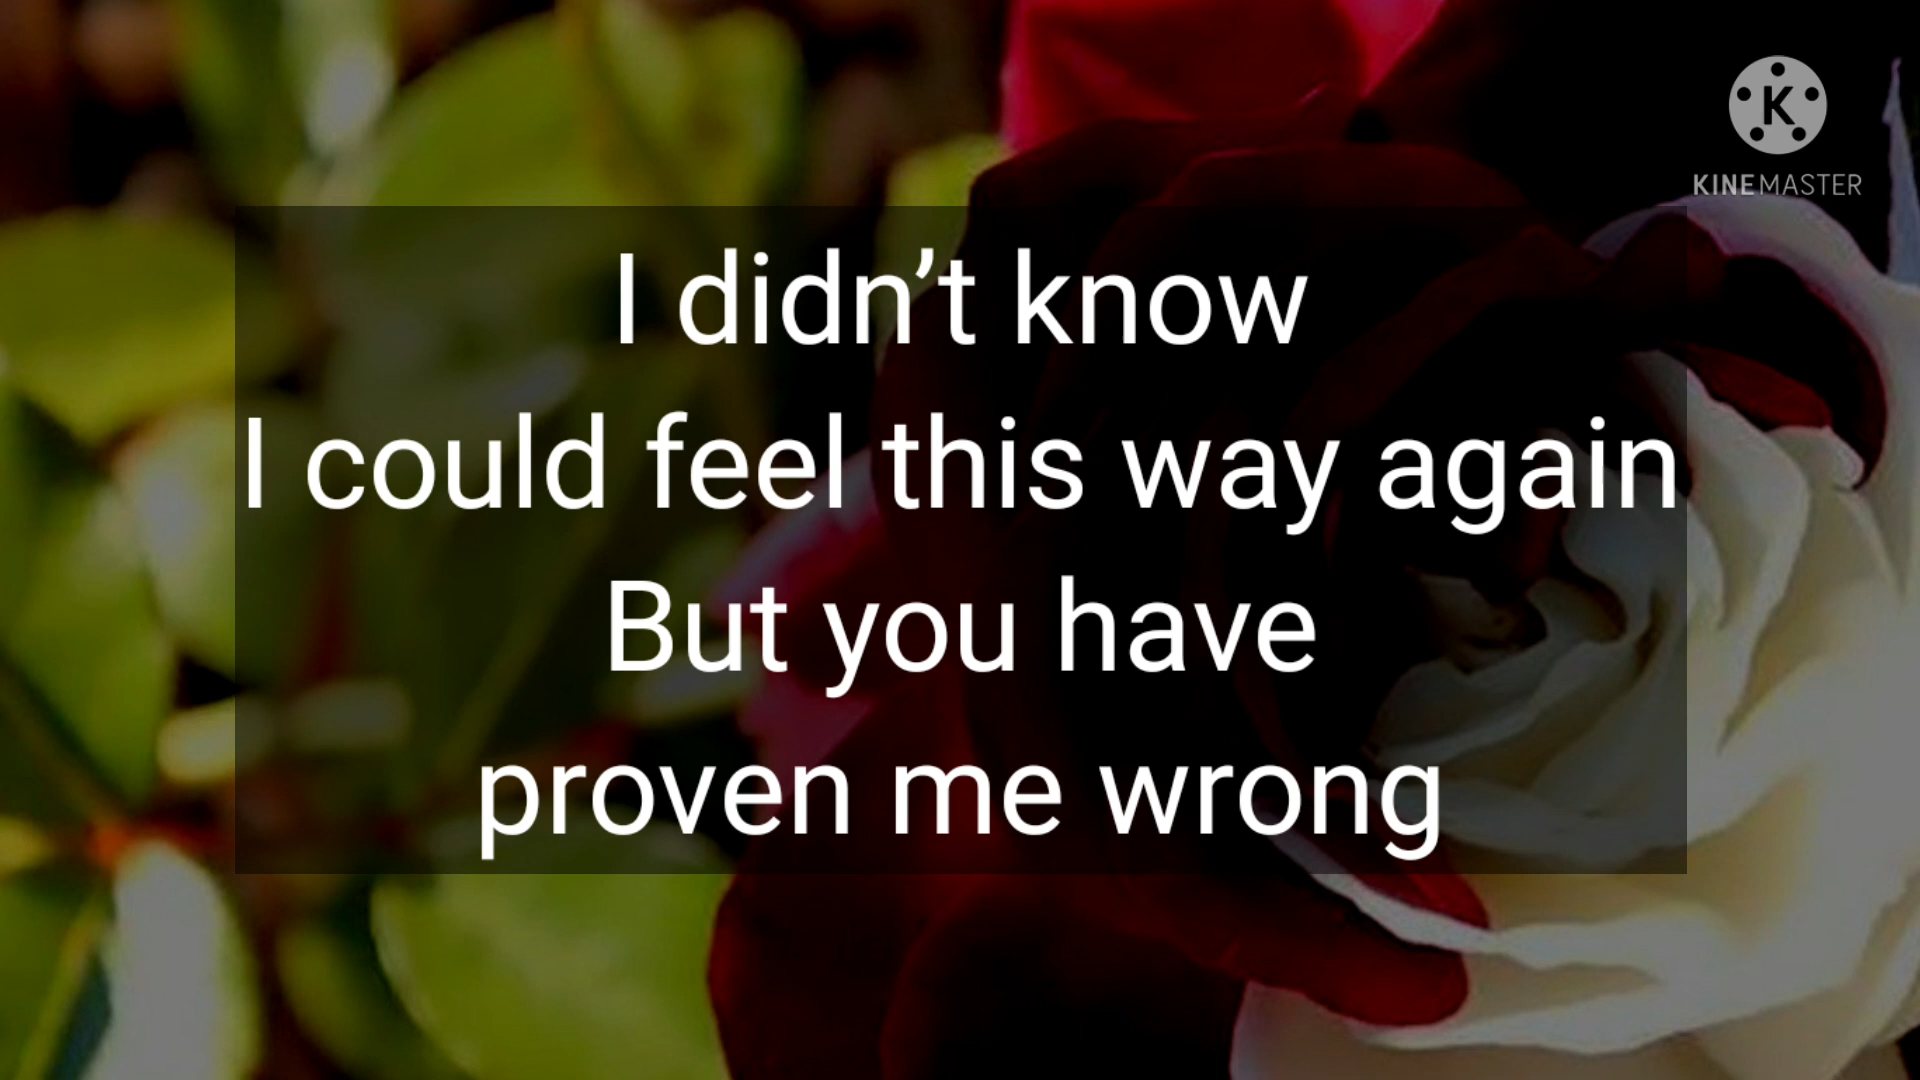 K
KINEMASTER
I didn’t know
I could feel this way again
But you have
proven me wrong